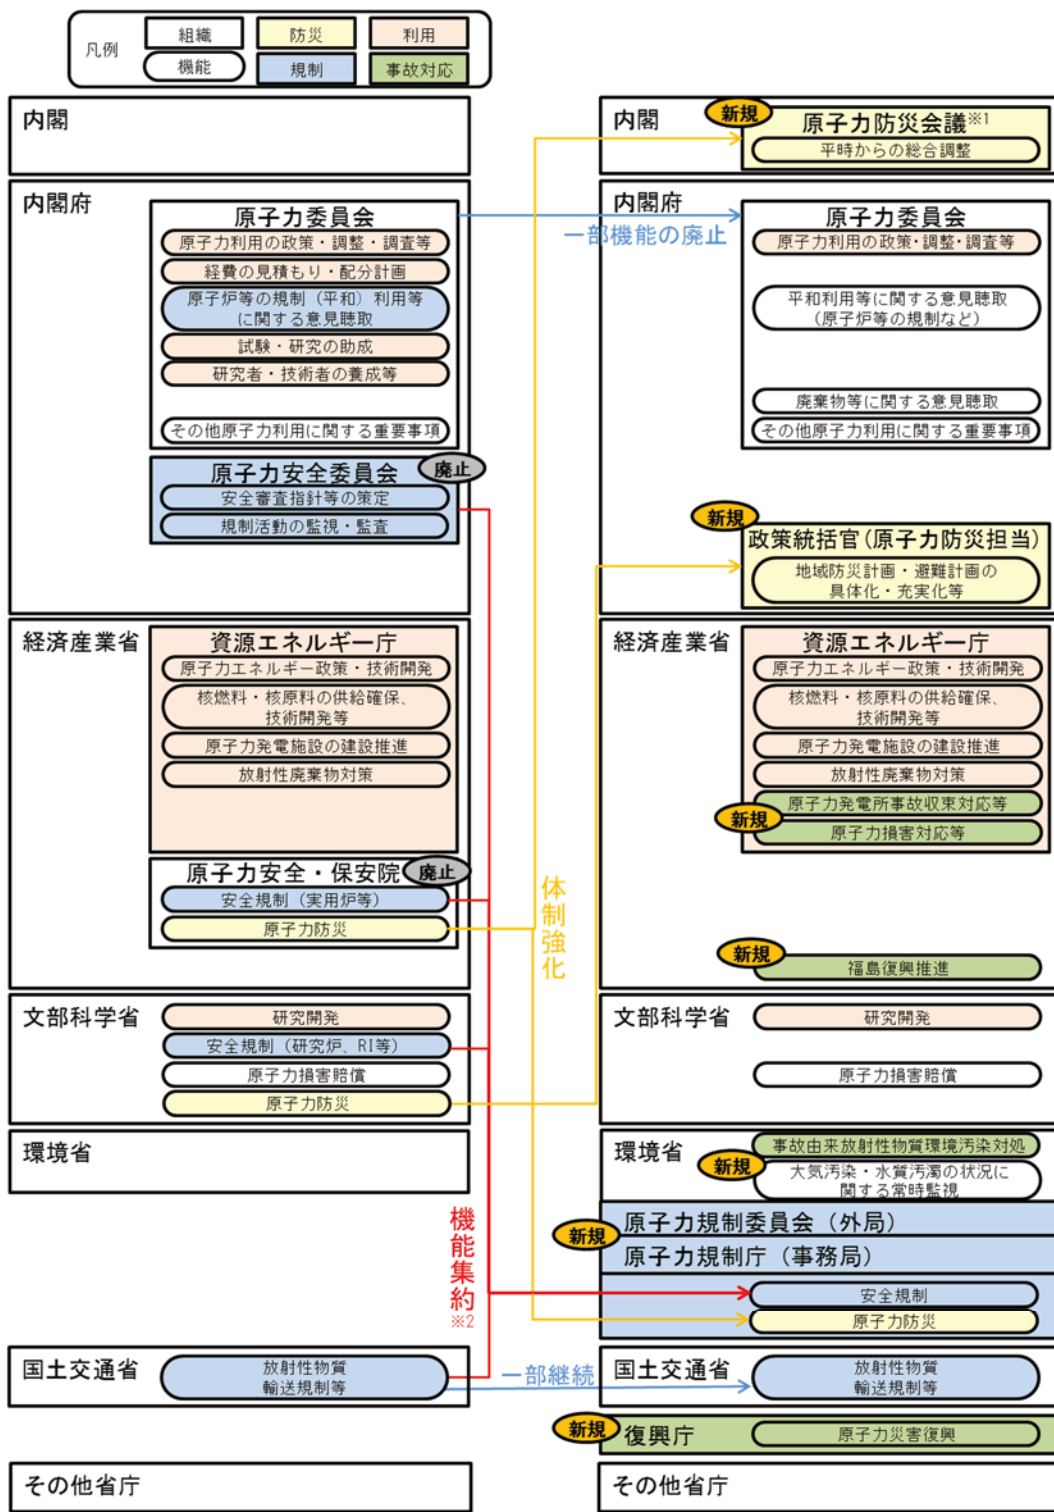 凡例
組織
防災
利用
機能
規制
事故対応
内閣
内閣府
原子力委員会
原子力利用の政策・調整・調査等
経費の見積もり・配分計画
原子炉等の規制（平和）利用等
に関する意見聴取
試験・研究の助成
研究者・技術者の養成等
その他原子力利用に関する重要事項
原子力安全委員会
廃止
安全審査指針等の策定
規制活動の監視・監査
経済産業省
資源エネルギー庁
原子力エネルギー政策・技術開発
核燃料・核原料の供給確保、
技術開発等
原子力発電施設の建設推進
放射性廃棄物対策
原子力安全・保安院
廃止
安全規制（実用炉等）
原子力防災
文部科学省
研究開発
安全規制（研究炉、RI等）
原子力損害賠償
原子力防災
環境省
国土交通省
放射性物質
輸送規制等
その他省庁
一部機能の廃止
体制強化
機能集約
※2
一部継続
内閣
新規
原子力防災会議※1
平時からの総合調整
内閣府
原子力委員会
原子力利用の政策・調整・調査等
平和利用等に関する意見聴取
（原子炉等の規制など）
廃棄物等に関する意見聴取
その他原子力利用に関する重要事項
新規
政策統括官（原子力防災担当）
地域防災計画・避難計画の
具体化・充実化等
経済産業省
資源エネルギー庁
原子力エネルギー政策・技術開発
核燃料・核原料の供給確保、
技術開発等
原子力発電施設の建設推進
放射性廃棄物対策
原子力発電所事故収束対応等
新規
原子力損害対応等
新規
福島復興推進
文部科学省
研究開発
原子力損害賠償
環境省
事故由来放射性物質環境汚染対処
新規
大気汚染・水質汚濁の状況に
関する常時監視
新規
原子力規制委員会（外局）
原子力規制庁（事務局）
安全規制
原子力防災
国土交通省
放射性物質
輸送規制等
新規
復興庁
原子力災害復興
その他省庁